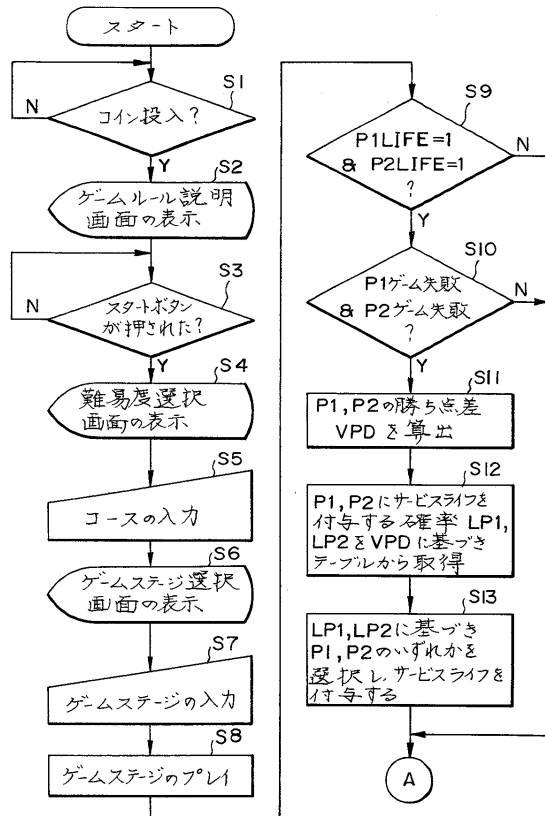 スタート
S1
コイン投入?
N
Y
S2
ゲームルール説明
画面の表示
S3
スタートボタン
が押された?
N
Y
S4
難易度選択
画面の表示
S5
コースの入力
S6
ゲームステージ選択
画面の表示
S7
ゲームステージの入力
S8
ゲームステージのプレイ
S9
P1LIFE=1
& P2LIFE=1
?
N
Y
S10
P1ゲーム失敗
& P2ゲーム失敗
?
N
Y
S11
P1,P2の勝ち点差
VPDを算出
S12
P1,P2にサービスライフを
付与する確率LP1,
LP2をVPDに基づき
テーブルから取得
S13
LP1,LP2に基づき
P1,P2のいずれかを
選択し、サービスライフを
付与する
A